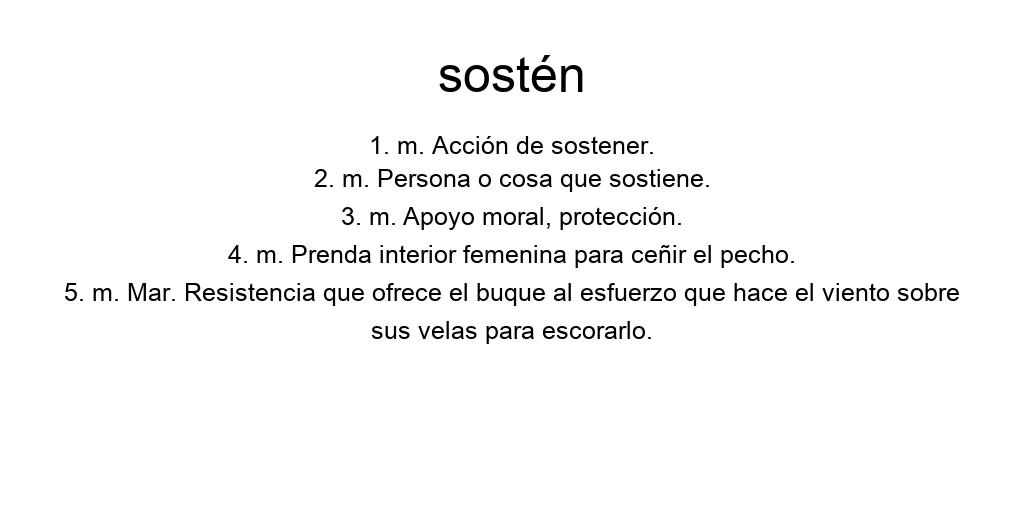 sostén
1. m. Acción de sostener.
2. m. Persona o cosa que sostiene.
3. m. Apoyo moral, protección.
4. m. Prenda interior femenina para ceñir el pecho.
5. m. Mar. Resistencia que ofrece el buque al esfuerzo que hace el viento sobre
sus velas para escorarlo.